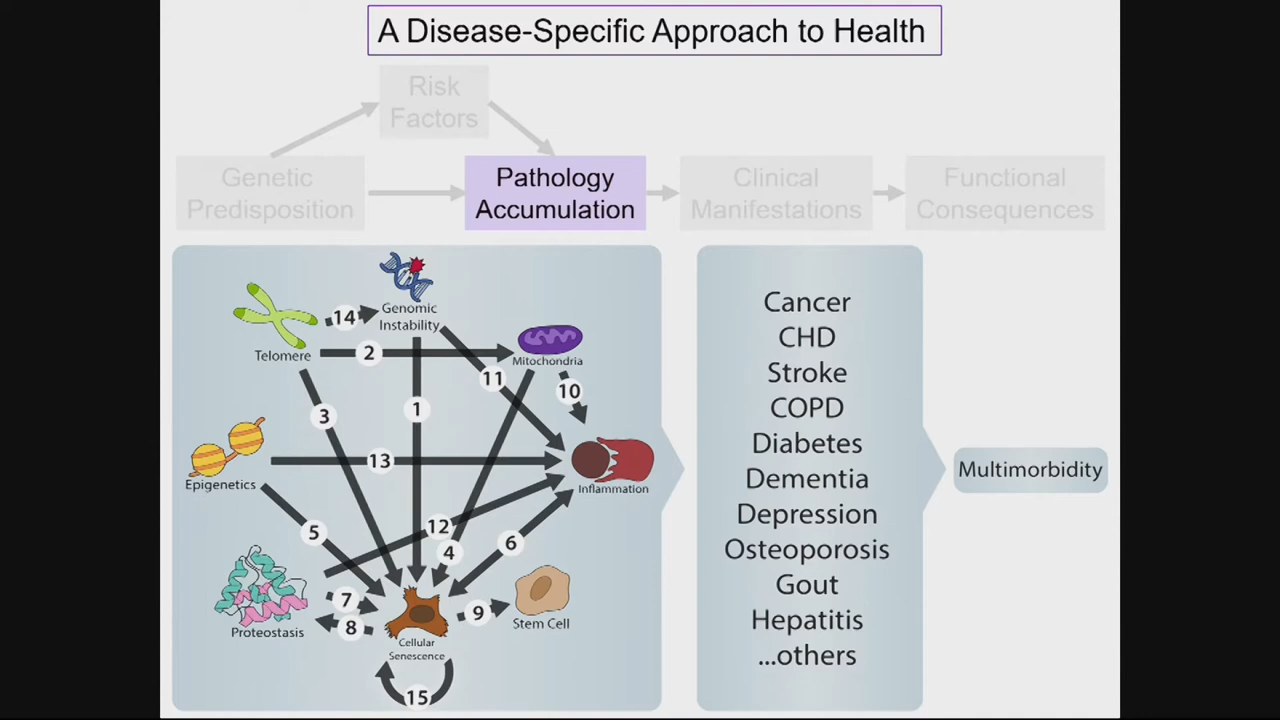 A Disease-Specific Approach to Health
Risk
Factors
Genetic
Predisposition
Pathology
Accumulation
Clinical
Manifestations
Functional
Consequences
Telomere
14
Genomic
Instability
2
Mitochondria
11
10
3
1
Epigenetics
13
Inflammation
5
12
4
6
Proteostasis
7
8
Cellular
Senescence
9
Stem Cell
15
Cancer
CHD
Stroke
COPD
Diabetes
Dementia
Depression
Osteoporosis
Gout
Hepatitis
...others
Multimorbidity